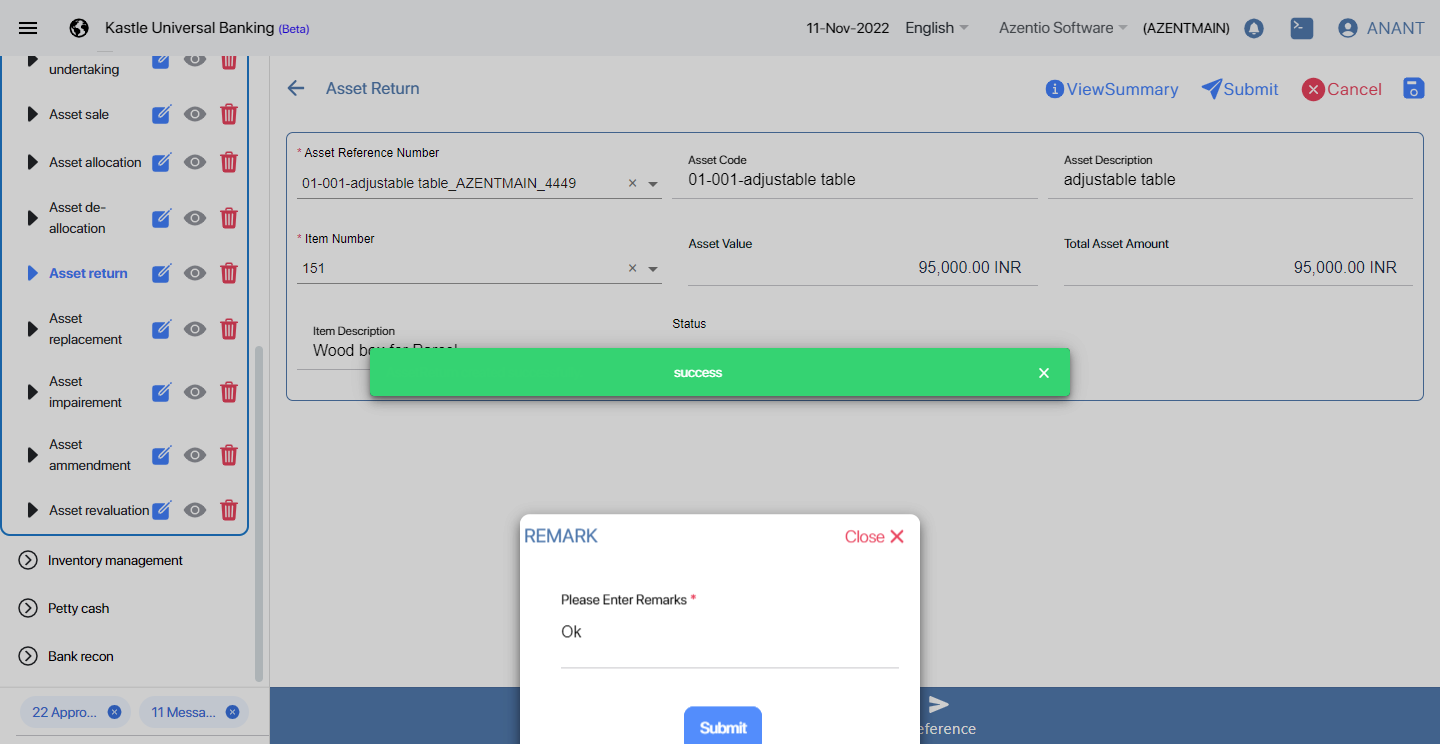 Kastle Universal Banking (Beta)
11-Nov-2022 English Azentio Software (AZENTMAIN) ANANT
undertaking
Asset sale
Asset allocation
Asset de-
allocation
Asset return
Asset
replacement
Asset
impairement
Asset
ammendment
Asset revaluation
Inventory management
Petty cash
Bank recon
22 Appro... 11 Messa...
Asset Return
ViewSummary Submit Cancel
* Asset Reference Number
01-001-adjustable table_AZENTMAIN_4449
Asset Code
01-001-adjustable table
Asset Description
adjustable table
* Item Number
151
Asset Value
95,000.00 INR
Total Asset Amount
95,000.00 INR
Item Description
Wood
Status
success
REMARK Close
Please Enter Remarks *
Ok
Submit